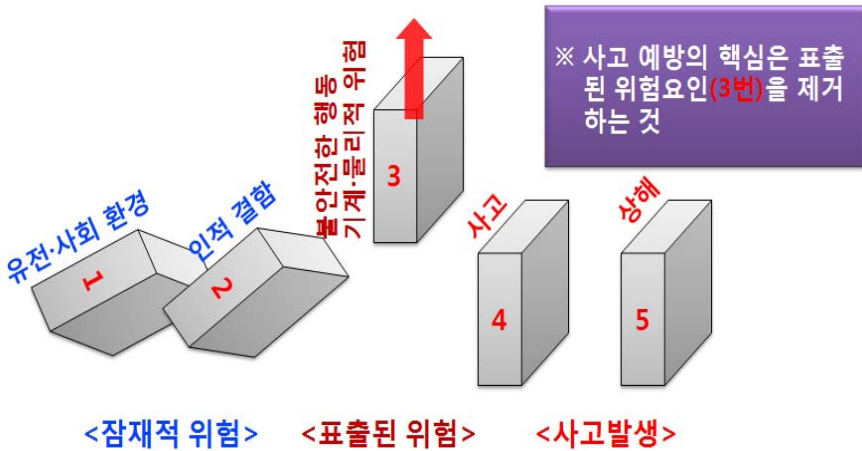 ※ 사고 예방의 핵심은 표출
된 위험요인(3번)을 제거
하는 것
유전·사회 환경
1
인적 결함
2
불안전한 행동
기계·물리적 위험
3
사고
4
상해
5
<잠재적 위험>
<표출된 위험>
<사고발생>